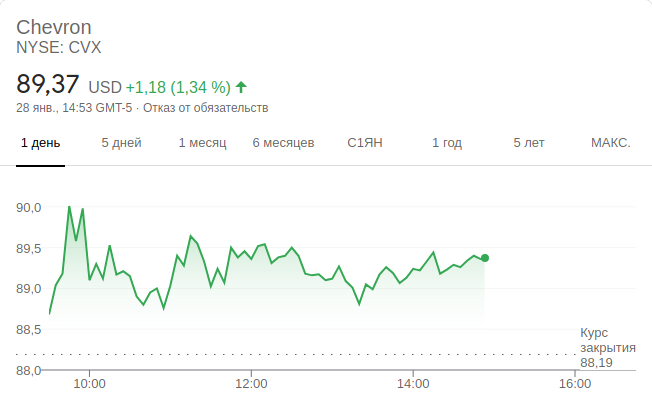 Chevron
NYSE: CVX
89,37 USD +1,18 (1,34 %)
28 янв., 14:53 GMT-5 · Отказ от обязательств
1 день 5 дней 1 месяц 6 месяцев С1ЯН 1 год 5 лет МАКС.
90,0
89,5
89,0
88,5
Курс
закрытия
88,19
88,0
10:00 12:00 14:00 16:00